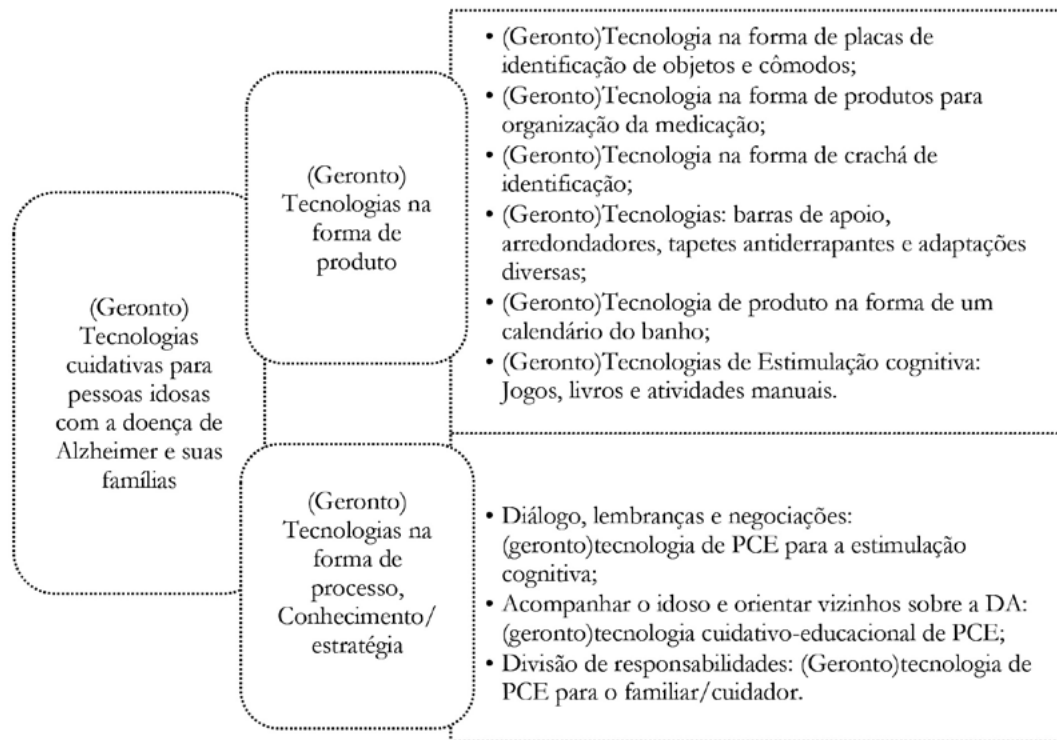 (Geronto)
Tecnologias
cuidativas para
pessoas idosas
com a doença de
Alzheimer e suas
famílias
(Geronto)
Tecnologias na
forma de
produto
• (Geronto)Tecnologia na forma de placas de
identificação de objetos e cômodos;
• (Geronto)Tecnologia na forma de produtos para
organização da medicação;
• (Geronto)Tecnologia na forma de crachá de
identificação;
• (Geronto)Tecnologias: barras de apoio,
arredondadores, tapetes antiderrapantes e adaptações
diversas;
• (Geronto)Tecnologia de produto na forma de um
calendário do banho;
• (Geronto)Tecnologias de Estimulação cognitiva:
Jogos, livros e atividades manuais.
(Geronto)
Tecnologias na
forma de
processo,
Conhecimento/
estratégia
• Diálogo, lembranças e negociações:
(geronto)tecnologia de PCE para a estimulação
cognitiva;
• Acompanhar o idoso e orientar vizinhos sobre a DA:
(geronto)tecnologia cuidativo-educacional de PCE;
• Divisão de responsabilidades: (Geronto)tecnologia de
PCE para o familiar/cuidador.